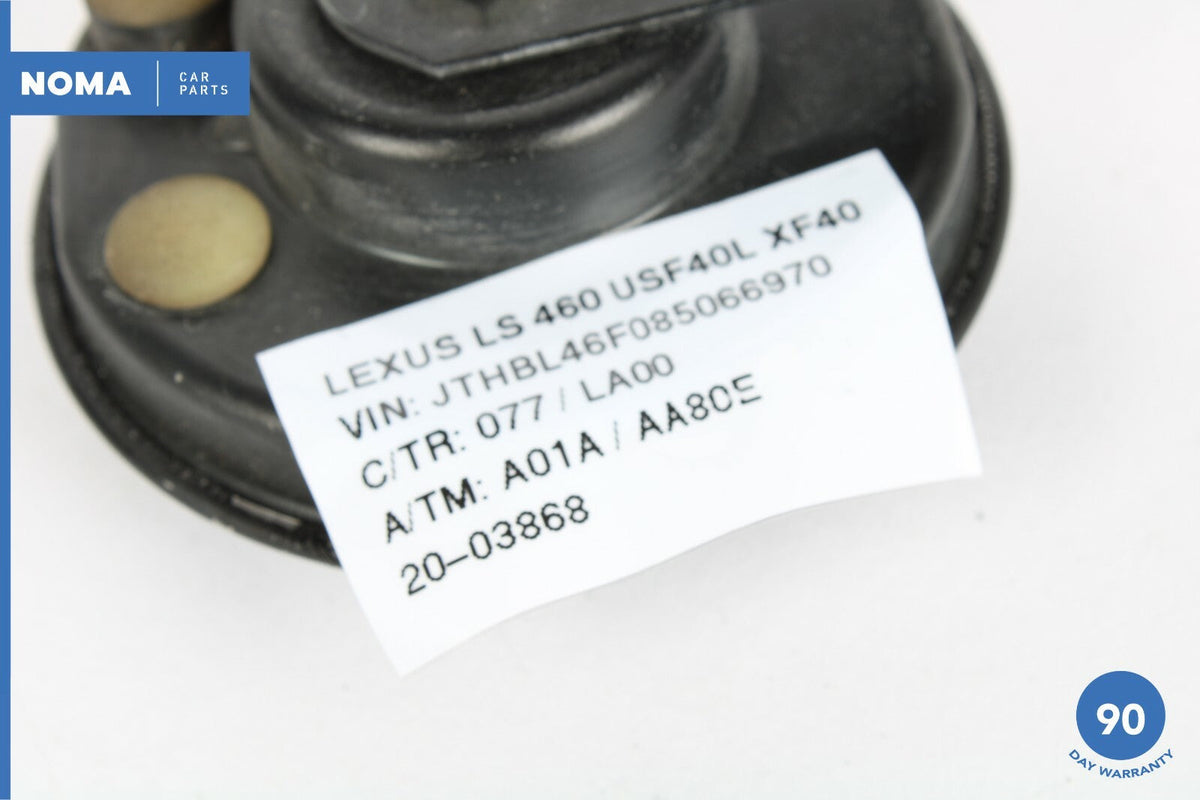 NOMA
CAR
PARTS
LEXUS LS 460 USF40L XF40
VIN: JTHBL46F085066970
C/TR: 077 / LA00
A/TM: A01A / AA80E
20-03868
90
DAY WARRANTY